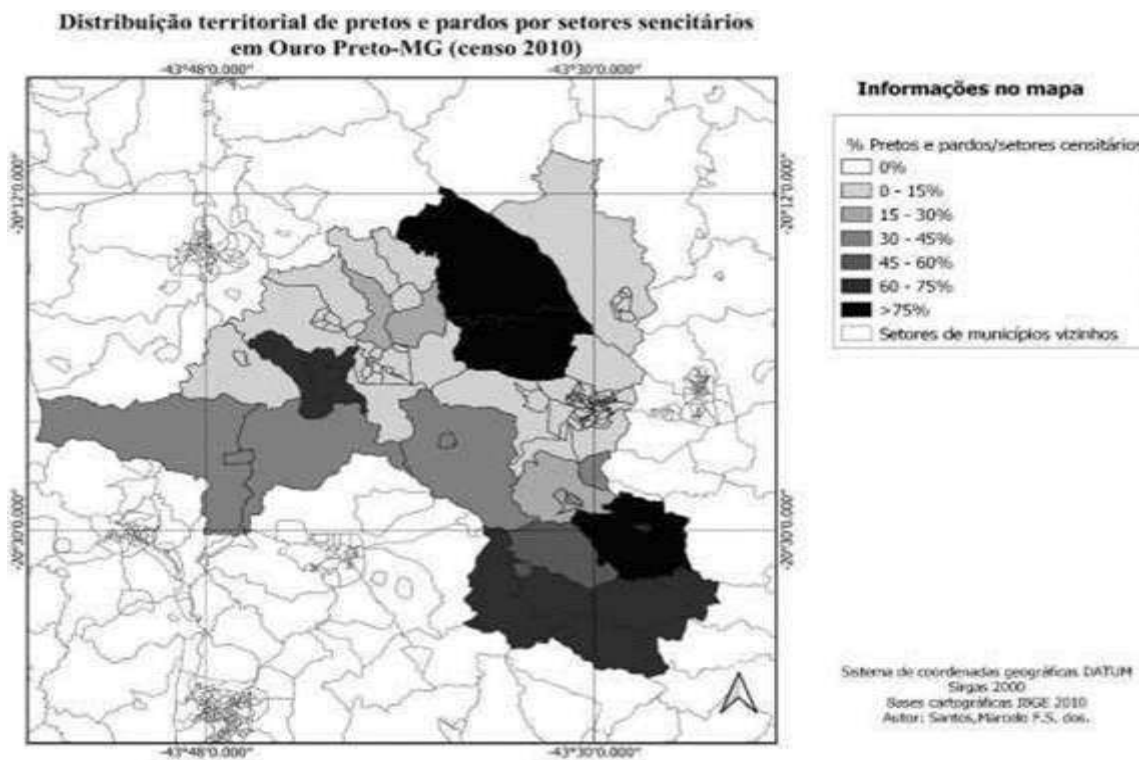 Distribuição territorial de pretos e pardos por setores sencitários
em Ouro Preto-MG (censo 2010)
-43°48'0.000"
-43°30'0.000"
Informações no mapa
% Pretos e pardos/setores censitários
0%
0 - 15%
15 - 30%
30 - 45%
45 - 60%
60 - 75%
>75%
Setores de municípios vizinhos
-20°12'0.000"
-20°12'0.000"
-20°30'0.000"
-20°30'0.000"
Sistema de coordenadas geográficas DATUM
Sirgas 2000
Bases cartográficas IBGE 2010
Autor: Santos,Marcelo F.S. dos.
-43°48'0.000"
-43°30'0.000"